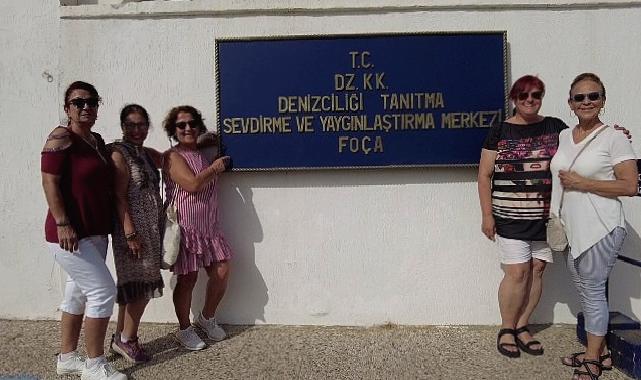 T.C.
DZ.KK.
DENİZCİLİĞİ TANITMA
SEVDİRME VE YAYGINLAŞTIRMA MERKEZİ
FOÇA